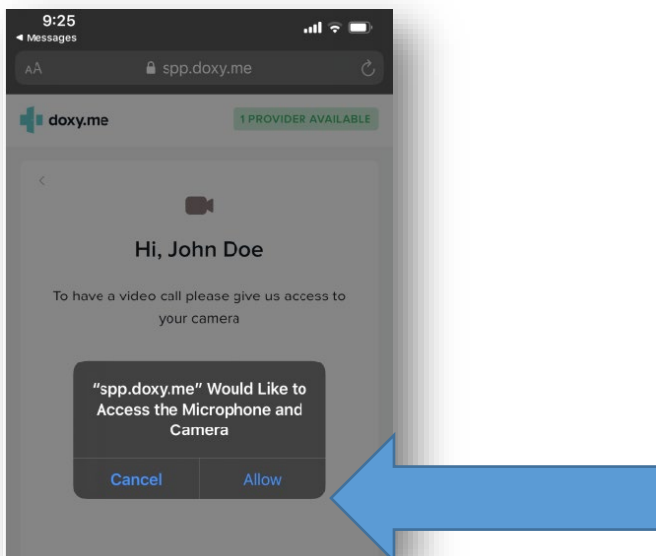 9:25
◀ Messages
AA
spp.doxy.me
doxy.me
1 PROVIDER AVAILABLE
Hi, John Doe
To have a video call please give us access to
your camera
“spp.doxy.me” Would Like to
Access the Microphone and
Camera
Cancel Allow